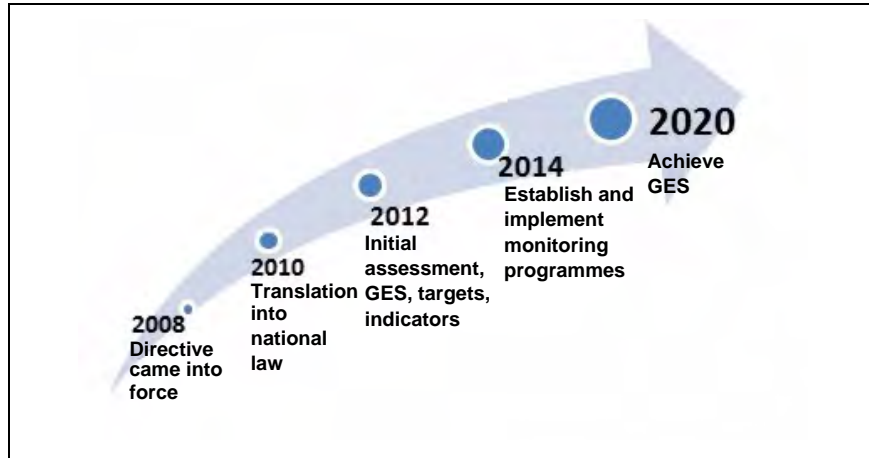 2008
Directive
came into
force
2010
Translation
into
national
law
2012
Initial
assessment,
GES, targets,
indicators
2014
Establish and
implement
monitoring
programmes
2020
Achieve
GES